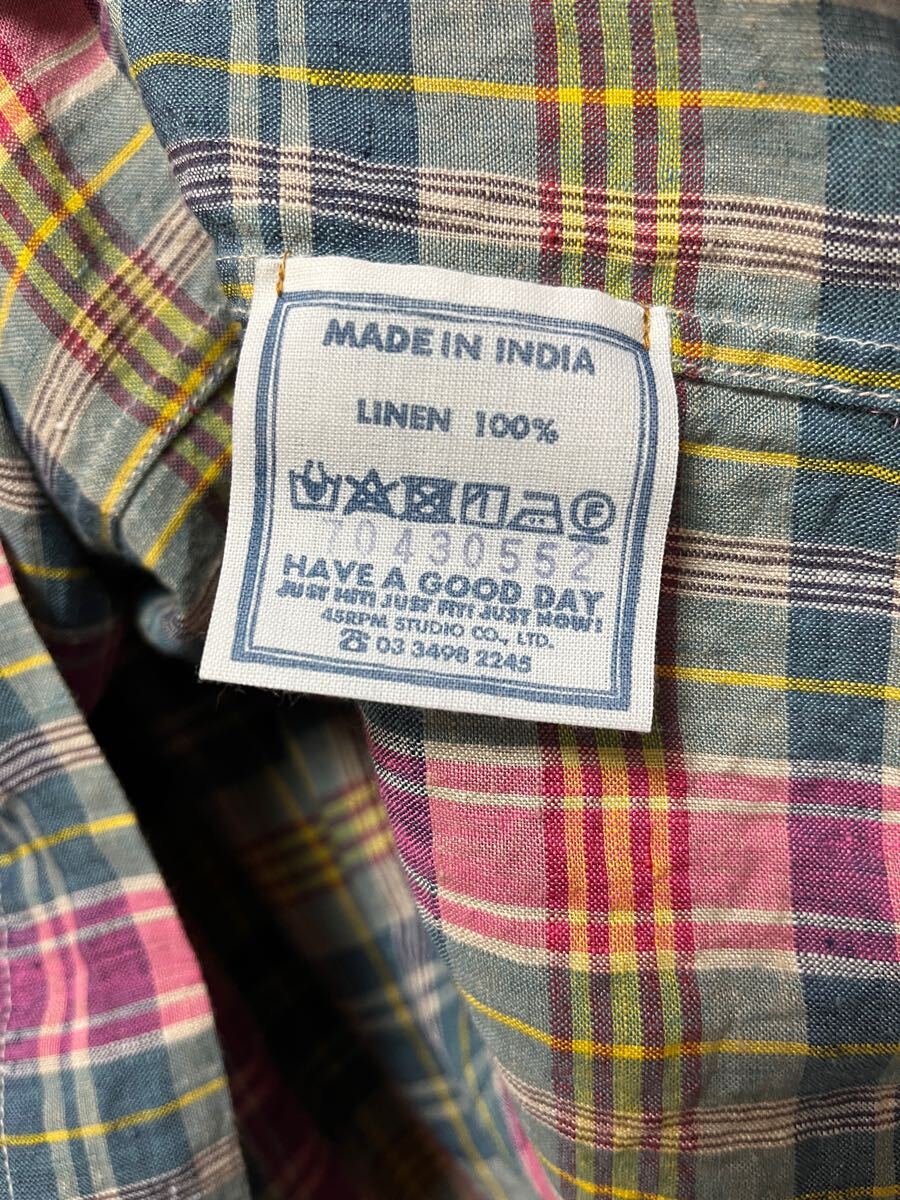 MADE IN INDIA
LINEN 100%
F
70430552
HAVE A GOOD DAY
JUST HIT! JUST FIT! JUST NOW!
45RPM STUDIO CO., LTD.
☎ 03 3498 2245